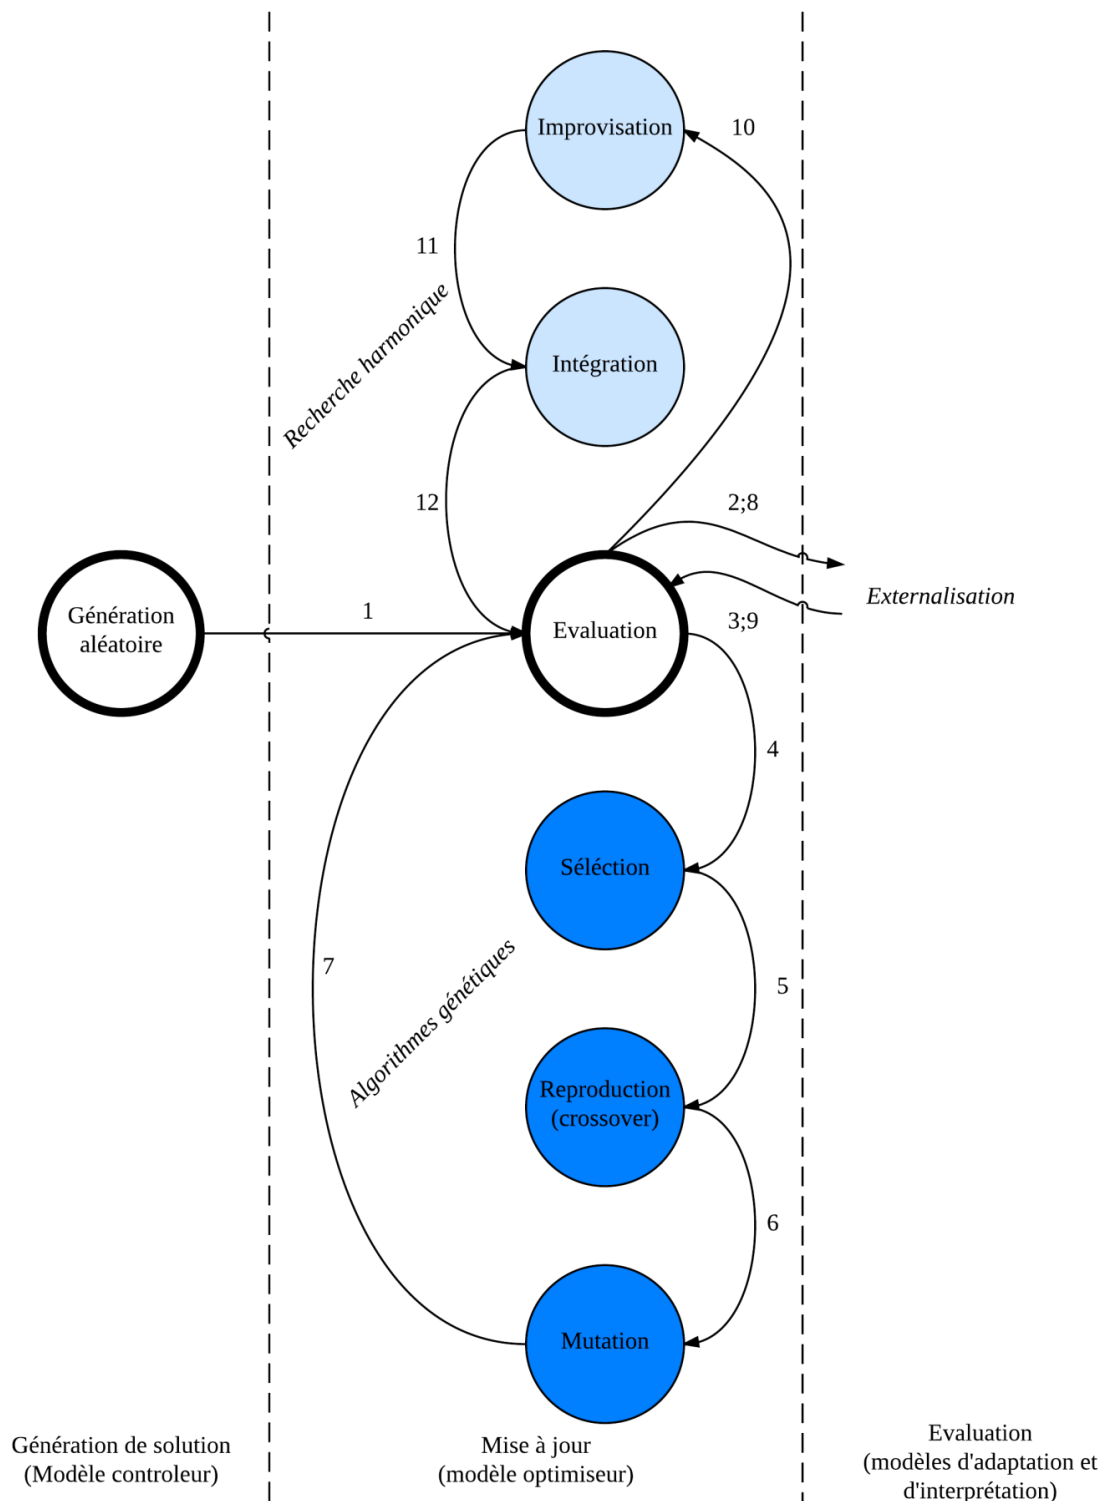 Improvisation
10
11
Recherche harmonique
Intégration
12
2;8
Externalisation
Génération
aléatoire
1
Evaluation
3;9
4
Séléction
7
Algorithmes génétiques
5
Reproduction
(crossover)
6
Mutation
Génération de solution
(Modèle controleur)
Mise à jour
(modèle optimiseur)
Evaluation
(modèles d'adaptation et
d'interprétation)